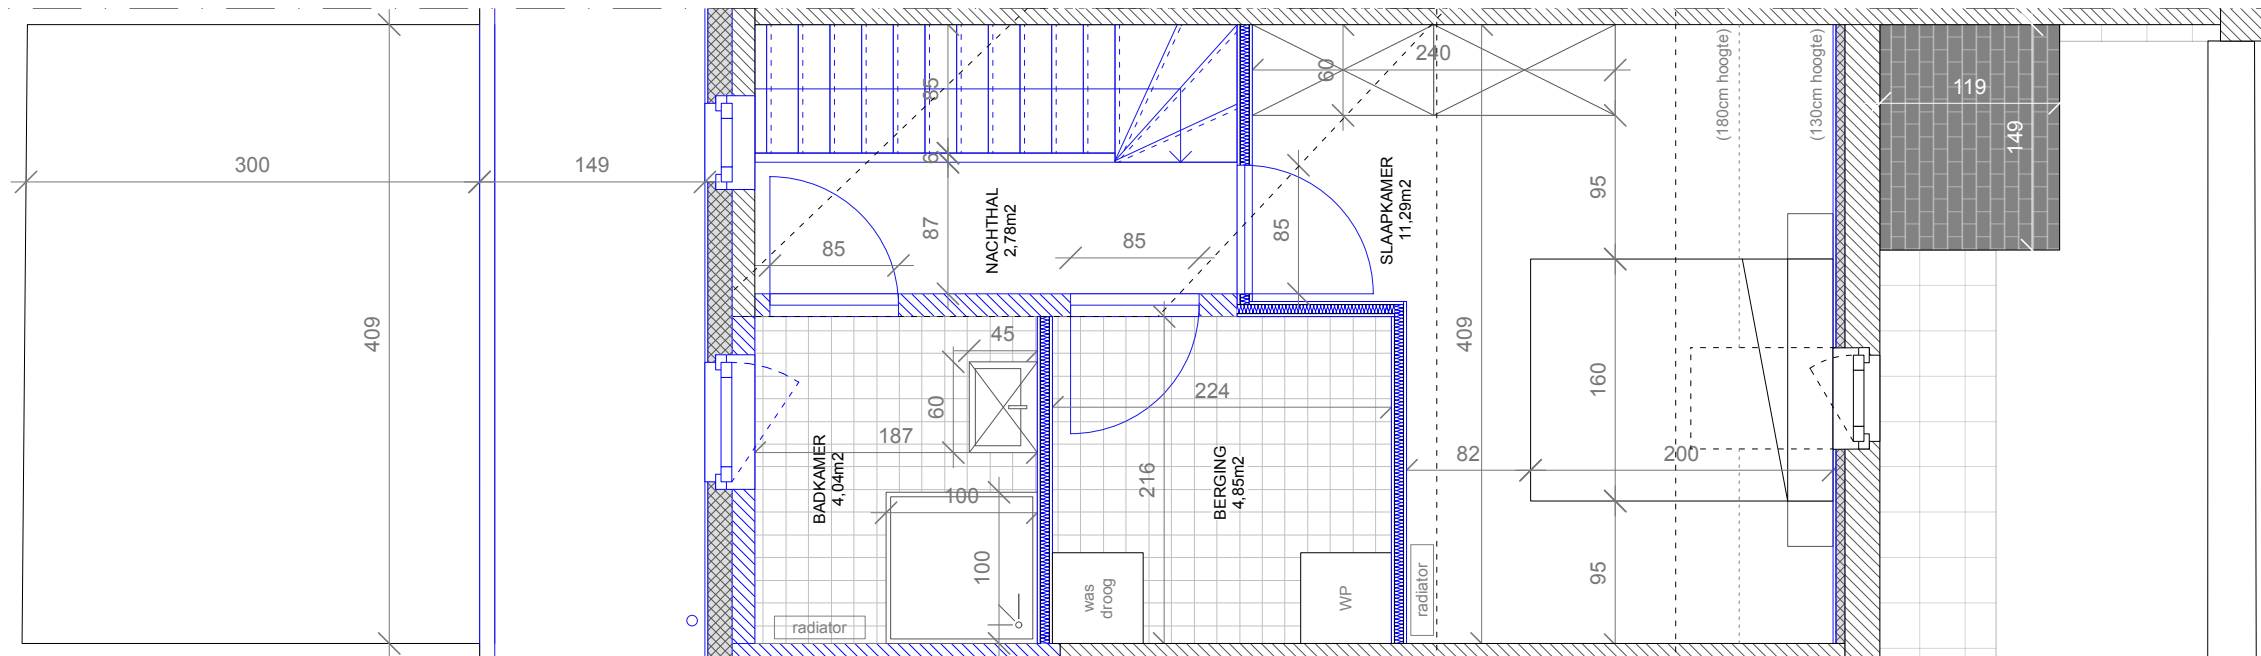 300
149
409
85
6
87
85
85
NACHTHAL
2,78m2
60
240
85
SLAAPKAMER
11,29m2
95
(180cm hoogte)
(130cm hoogte)
119
149
45
60
187
BADKAMER
4,04m2
100
100
radiator
224
216
BERGING
4,85m2
was
droog
WP
radiator
409
82
160
200
95